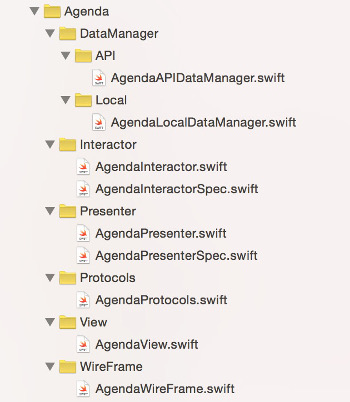 Agenda
DataManager
API
AgendaAPIDataManager.swift
Local
AgendaLocalDataManager.swift
Interactor
AgendaInteractor.swift
AgendaInteractorSpec.swift
Presenter
AgendaPresenter.swift
AgendaPresenterSpec.swift
Protocols
AgendaProtocols.swift
View
AgendaView.swift
WireFrame
AgendaWireFrame.swift